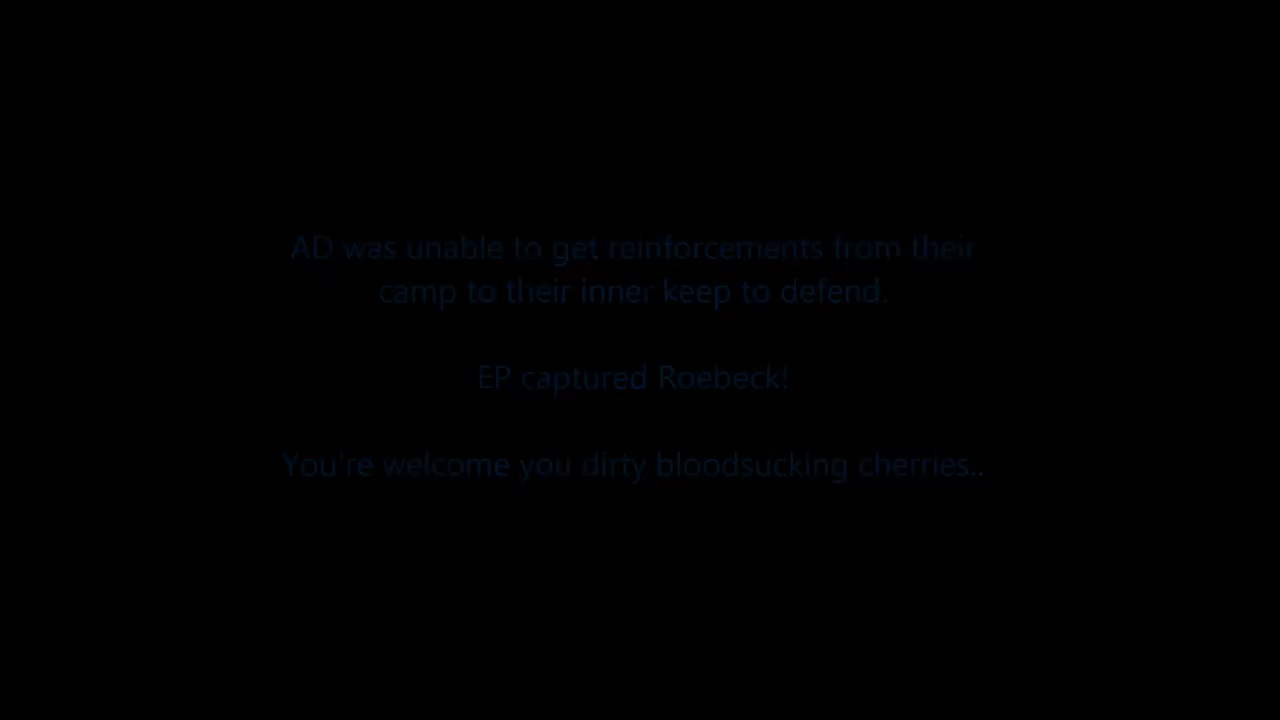 AD was unable to get reinforcements from their
camp to their inner keep to defend.
EP captured Roebeck!
You're welcome you dirty bloodsucking cherries..